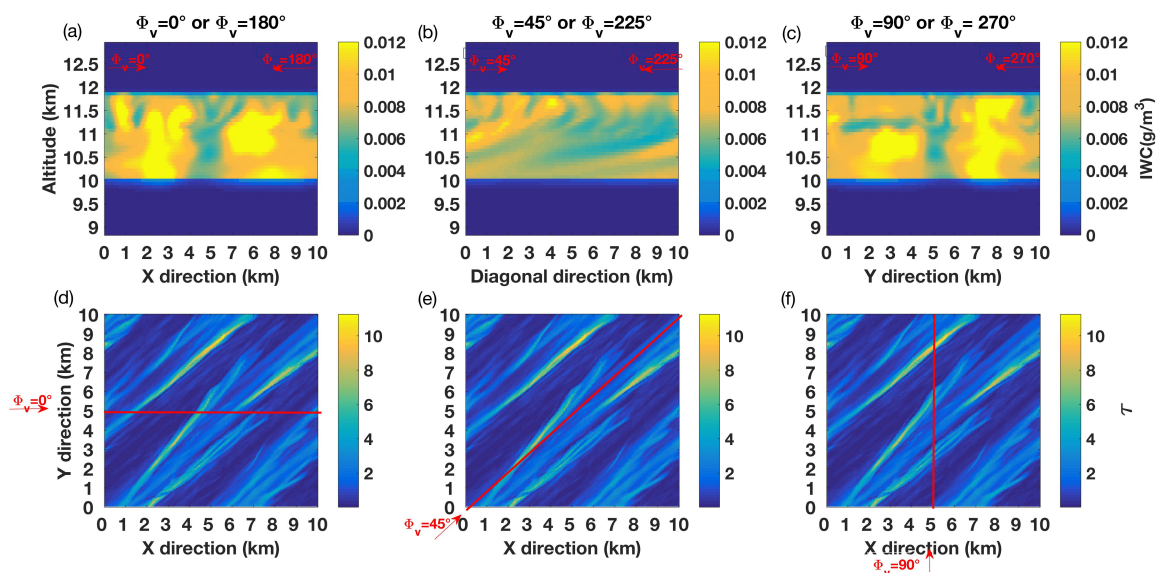 Φv=0° or Φv=180°
Φv=45° or Φv=225°
Φv=90° or Φv= 270°
(a)
(b)
(c)
Φv=0°
Φv=180°
Φv=45°
Φv=225°
Φv=90°
Φv=270°
Altitude (km)
12.5
12
11.5
11
10.5
10
9.5
9
0.012
0.01
0.008
0.006
0.004
0.002
0
0 1 2 3 4 5 6 7 8 9 10
X direction (km)
12.5
12
11.5
11
10.5
10
9.5
9
0.012
0.01
0.008
0.006
0.004
0.002
0
0 1 2 3 4 5 6 7 8 9 10
Diagonal direction (km)
12.5
12
11.5
11
10.5
10
9.5
9
0.012
0.01
0.008
0.006
0.004
0.002
0
IWC(g/m³)
0 1 2 3 4 5 6 7 8 9 10
Y direction (km)
(d)
(e)
(f)
Φv=0°
Y direction (km)
10
9
8
7
6
5
4
3
2
1
0
10
8
6
4
2
0 1 2 3 4 5 6 7 8 9 10
X direction (km)
10
9
8
7
6
5
4
3
2
1
0
10
8
6
4
2
Φv=45°
0 1 2 3 4 5 6 7 8 9 10
X direction (km)
10
9
8
7
6
5
4
3
2
1
0
10
8
6
4
2
τ
0 1 2 3 4 5 6 7 8 9 10
X direction (km)
Φv=90°